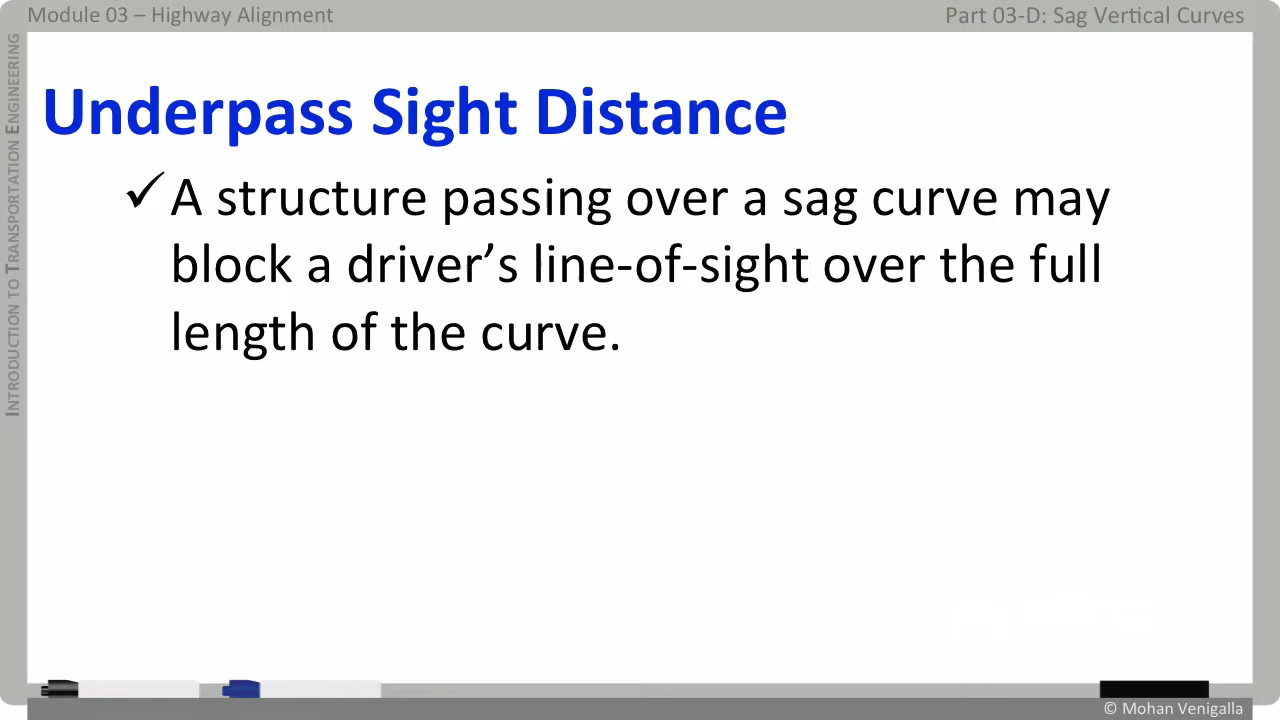 Module 03 – Highway Alignment
Part 03-D: Sag Vertical Curves
INTRODUCTION TO TRANSPORTATION ENGINEERING
Underpass Sight Distance
✓ A structure passing over a sag curve may
block a driver’s line-of-sight over the full
length of the curve.
© Mohan Venigalla